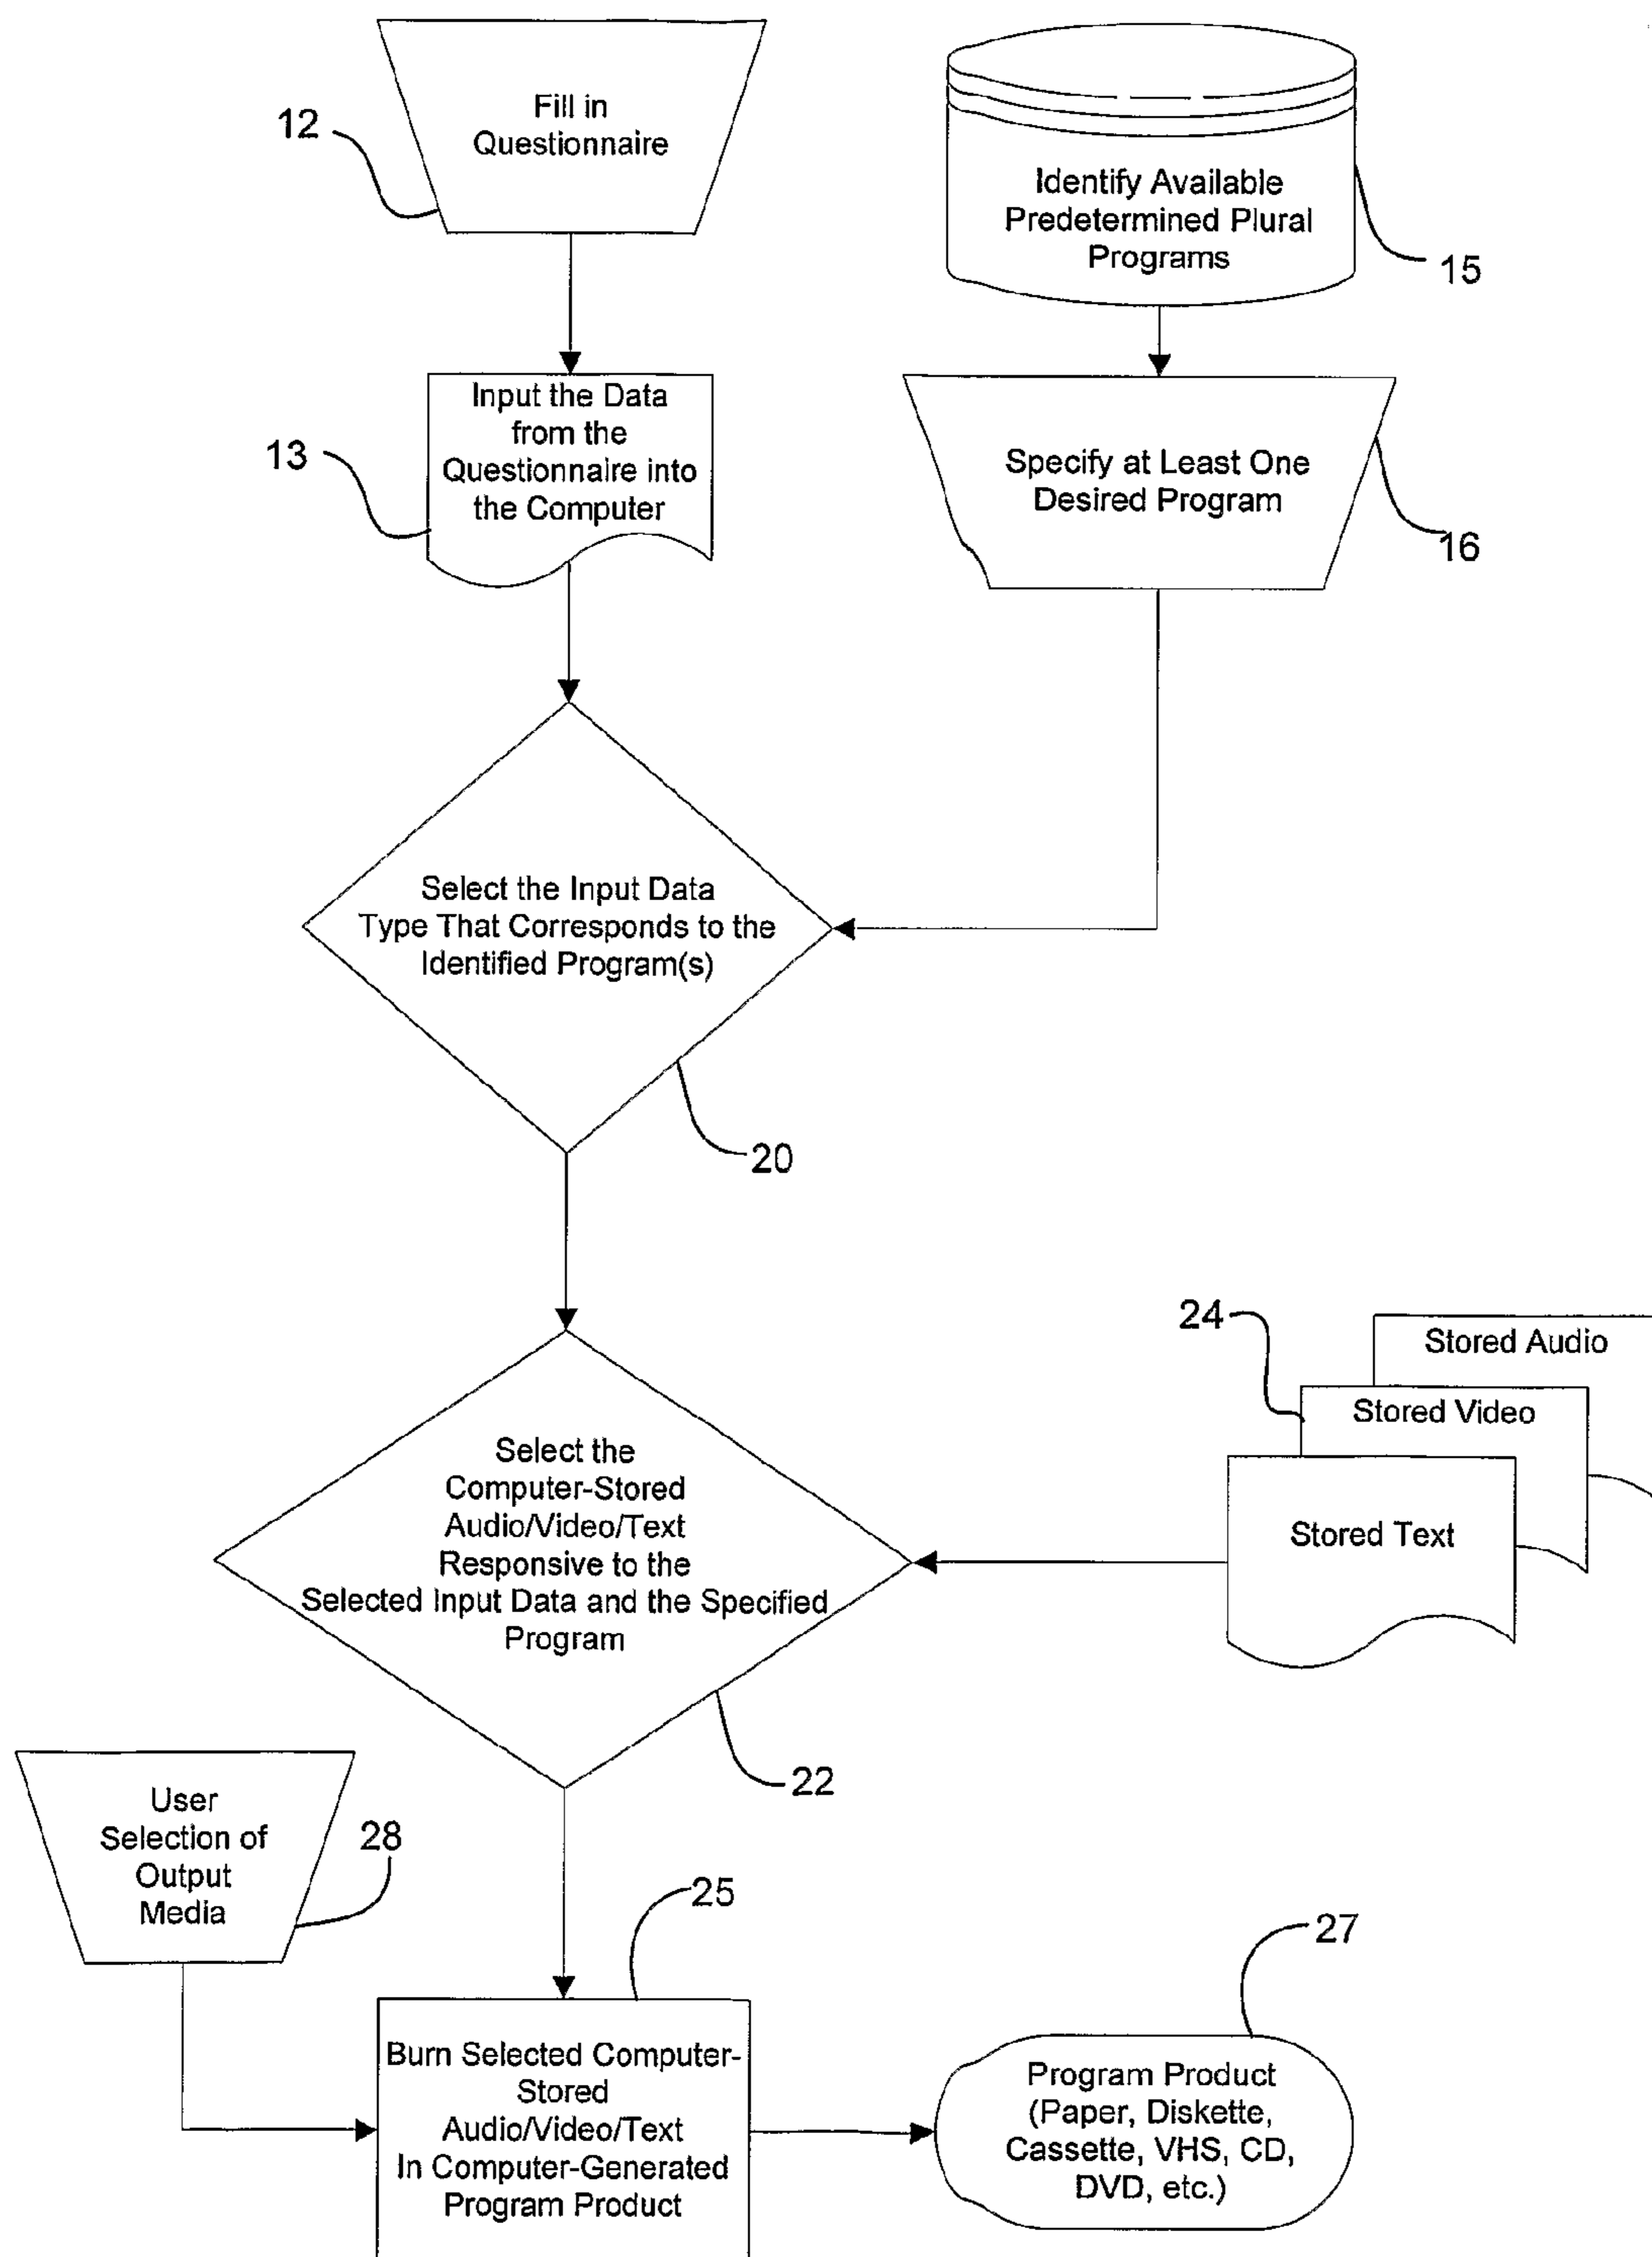 Fill in
Questionnaire
12
Identify Available
Predetermined Plural
Programs
15
Input the Data
from the
Questionnaire into
the Computer
13
Specify at Least One
Desired Program
16
Select the Input Data
Type That Corresponds to the
Identified Program(s)
20
24
Stored Audio
Stored Video
Stored Text
Select the
Computer-Stored
Audio/Video/Text
Responsive to the
Selected Input Data and the Specified
Program
22
User
Selection of
Output
Media
28
25
Burn Selected Computer-
Stored
Audio/Video/Text
In Computer-Generated
Program Product
27
Program Product
(Paper, Diskette,
Cassette, VHS, CD,
DVD, etc.)